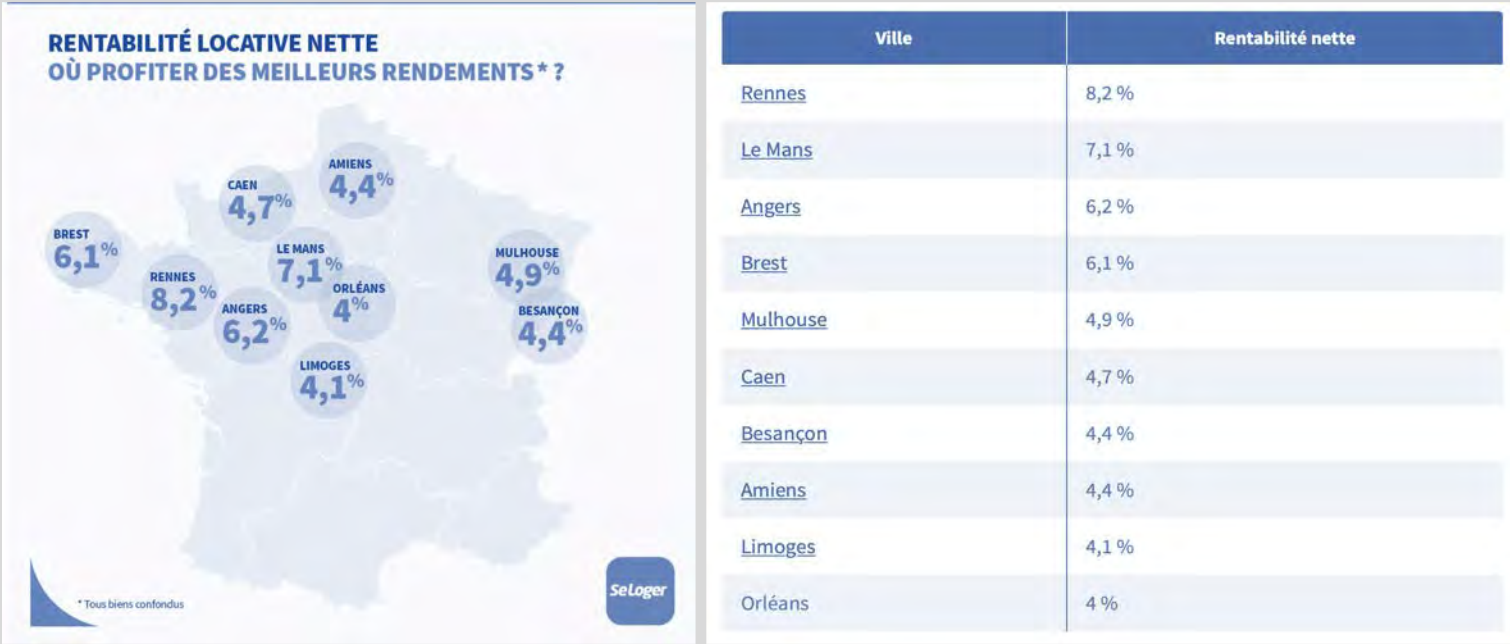 RENTABILITÉ LOCATIVE NETTE
OÙ PROFITER DES MEILLEURS RENDEMENTS* ?
AMIENS
4,4%
CAEN
4,7%
BREST
6,1%
LE MANS
7,1%
MULHOUSE
4,9%
RENNES
8,2%
ORLÉANS
4%
ANGERS
6,2%
BESANÇON
4,4%
LIMOGES
4,1%
* Tous biens confondus
SeLoger
Ville Rentabilité nette
Rennes 8,2 %
Le Mans 7,1 %
Angers 6,2 %
Brest 6,1 %
Mulhouse 4,9 %
Caen 4,7 %
Besançon 4,4 %
Amiens 4,4 %
Limoges 4,1 %
Orléans 4 %